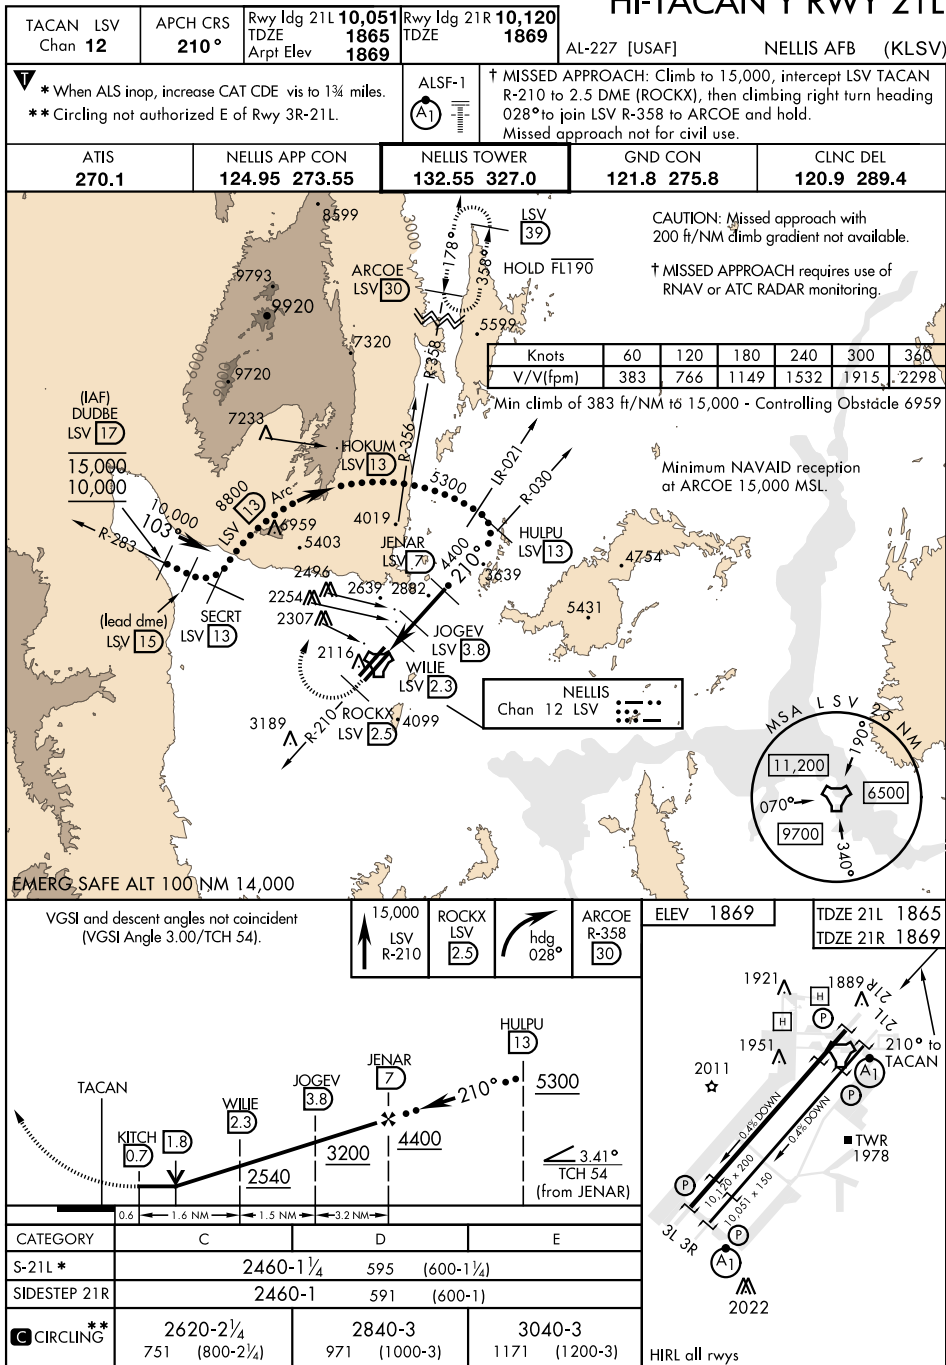 HI-TACAN Y RWY 21L
TACAN LSV
Chan 12
APCH CRS
210°
Rwy ldg 21L 10,051
TDZE 1865
Arpt Elev 1869
Rwy ldg 21R 10,120
TDZE 1869
AL-227 [USAF]
NELLIS AFB (KLSV)
T
* When ALS inop, increase CAT CDE vis to 1¾ miles.
** Circling not authorized E of Rwy 3R-21L.
ALSF-1
A1
† MISSED APPROACH: Climb to 15,000, intercept LSV TACAN
R-210 to 2.5 DME (ROCKX), then climbing right turn heading
028° to join LSV R-358 to ARCOE and hold.
Missed approach not for civil use.
ATIS
270.1
NELLIS APP CON
124.95 273.55
NELLIS TOWER
132.55 327.0
GND CON
121.8 275.8
CLNC DEL
120.9 289.4
8599
3000
178°
358°
LSV
39
CAUTION: Missed approach with
200 ft/NM climb gradient not available.
9793
ARCOE
LSV 30
HOLD FL190
† MISSED APPROACH requires use of
RNAV or ATC RADAR monitoring.
9920
5599
7320
6000
9000
9720
R-358
Knots 60 120 180 240 300 360
V/V(fpm) 383 766 1149 1532 1915 2298
Min climb of 383 ft/NM to 15,000 - Controlling Obstacle 6959
(IAF)
DUDBE
LSV 17
15,000
10,000
7233
HOKUM
LSV 13
R-356
LR-021
R-030
Minimum NAVAID reception
at ARCOE 15,000 MSL.
10,000
103°
R-283
8800
LSV 13 Arc
5300
6959
5403
4019
JENAR
LSV 7
4400
210°
HULPU
LSV 13
3639
4754
2496
2254
2307
2639
2882
5431
(lead dme)
LSV 15
SECRT
LSV 13
JOGEV
LSV 3.8
2116
WILIE
LSV 2.3
NELLIS
Chan 12 LSV
3189
R-210
ROCKX
LSV 2.5
4099
MSA LSV 25 NM
190°
11,200
6500
070°
9700
340°
EMERG SAFE ALT 100 NM 14,000
VGSI and descent angles not coincident
(VGSI Angle 3.00/TCH 54).
15,000
LSV
R-210
ROCKX
LSV
2.5
hdg
028°
ARCOE
R-358
30
ELEV 1869
TDZE 21L 1865
TDZE 21R 1869
HULPU
13
JENAR
7
210°
5300
TACAN
JOGEV
3.8
WILIE
2.3
KITCH
0.7
1.8
2540
3200
4400
3.41°
TCH 54
(from JENAR)
0.6
1.6 NM
1.5 NM
3.2 NM
1921
H
H
P
1889
21R
21L
1951
210° to
TACAN
A1
2011
P
0.4% DOWN
0.4% DOWN
TWR
1978
P
10,120 x 200
10,051 x 150
3L 3R
P
A1
2022
HIRL all rwys
CATEGORY C D E
S-21L * 2460-1¼ 595 (600-1¼)
SIDESTEP 21R 2460-1 591 (600-1)
C CIRCLING **
2620-2¼
751 (800-2¼)
2840-3
971 (1000-3)
3040-3
1171 (1200-3)